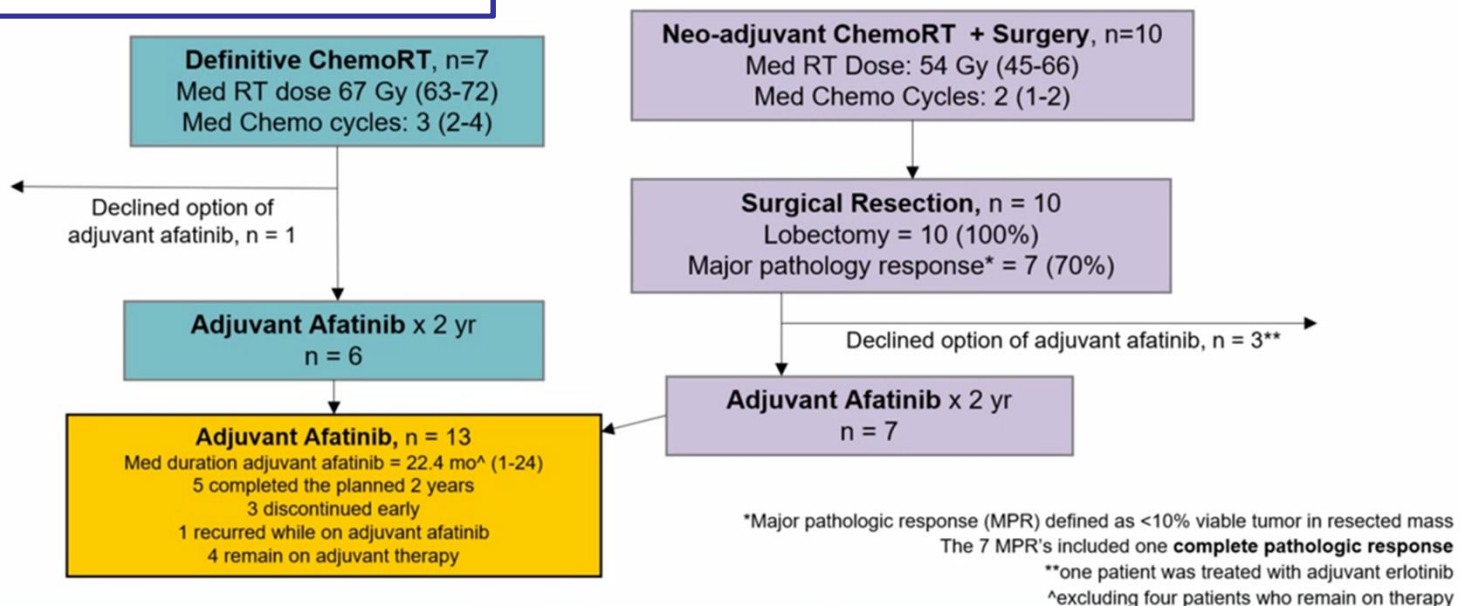 Definitive ChemoRT, n=7
Med RT dose 67 Gy (63-72)
Med Chemo cycles: 3 (2-4)
Declined option of
adjuvant afatinib, n = 1
Adjuvant Afatinib x 2 yr
n = 6
Neo-adjuvant ChemoRT + Surgery, n=10
Med RT Dose: 54 Gy (45-66)
Med Chemo Cycles: 2 (1-2)
Surgical Resection, n = 10
Lobectomy = 10 (100%)
Major pathology response* = 7 (70%)
Declined option of adjuvant afatinib, n = 3**
Adjuvant Afatinib x 2 yr
n = 7
Adjuvant Afatinib, n = 13
Med duration adjuvant afatinib = 22.4 mo^ (1-24)
5 completed the planned 2 years
3 discontinued early
1 recurred while on adjuvant afatinib
4 remain on adjuvant therapy
*Major pathologic response (MPR) defined as <10% viable tumor in resected mass
The 7 MPR's included one complete pathologic response
**one patient was treated with adjuvant erlotinib
^excluding four patients who remain on therapy